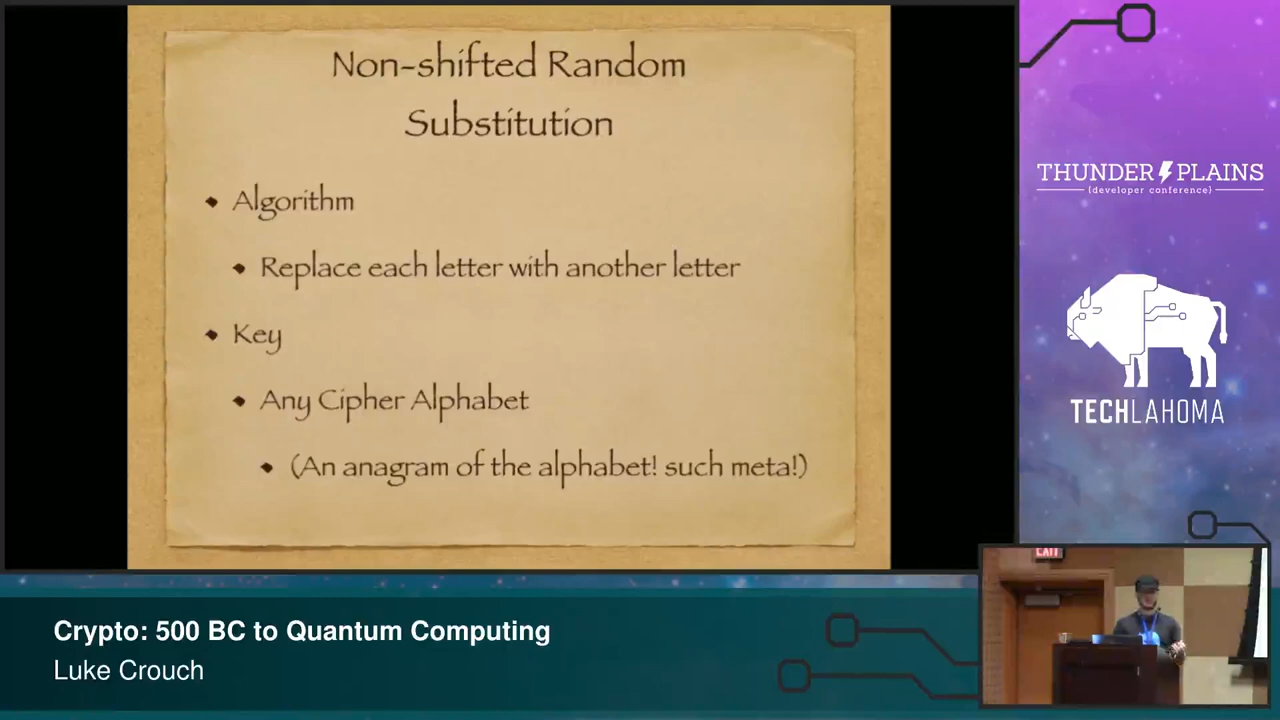 Non-shifted Random
Substitution
Algorithm
Replace each letter with another letter
Key
Any Cipher Alphabet
(An anagram of the alphabet! such meta!)
THUNDER PLAINS
{developer conference}
TECHLAHOMA
EXIT
Crypto: 500 BC to Quantum Computing
Luke Crouch